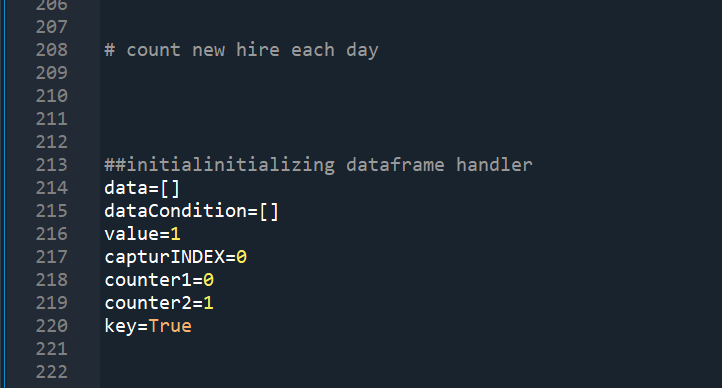 206
207
208 # count new hire each day
209
210
211
212
213 ##initialinitializing dataframe handler
214 data=[]
215 dataCondition=[]
216 value=1
217 capturINDEX=0
218 counter1=0
219 counter2=1
220 key=True
221
222